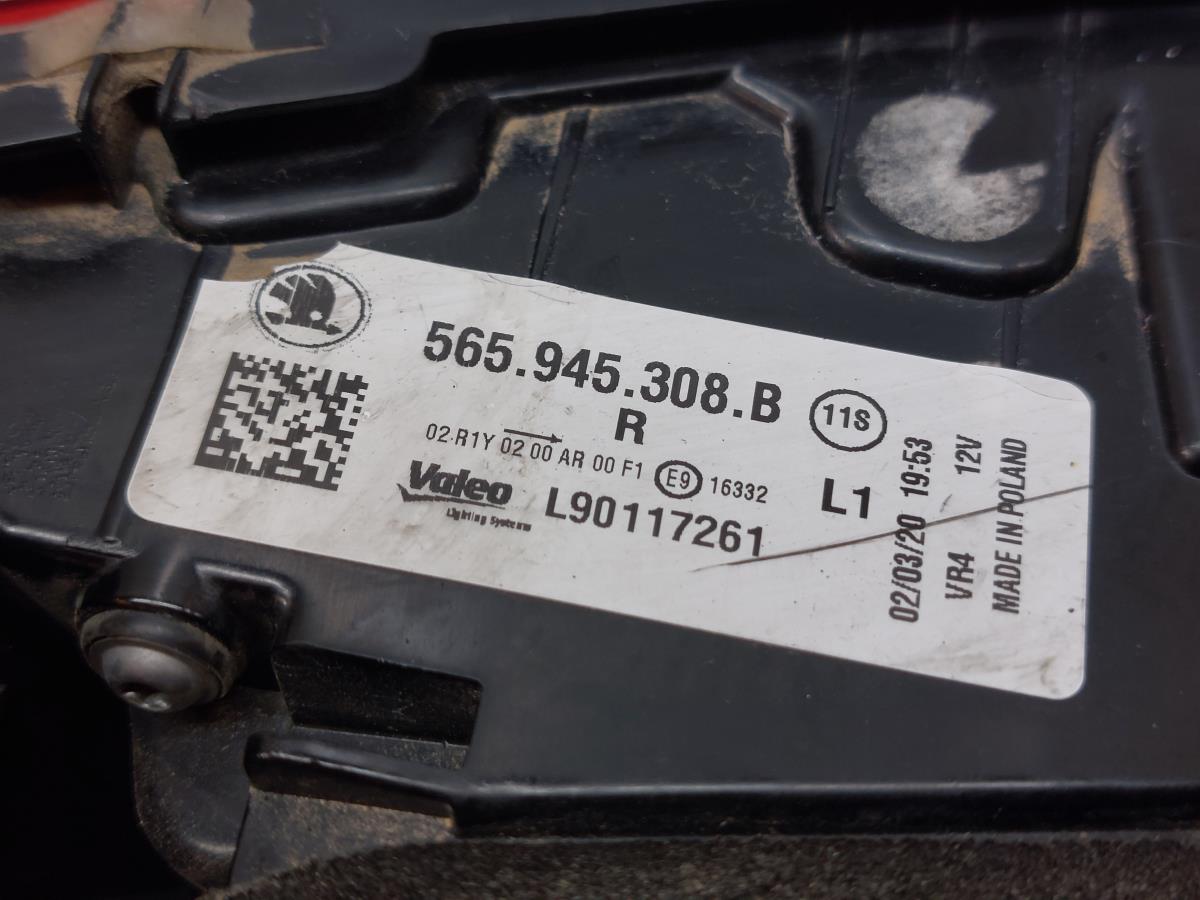 565.945.308.B
R
11S
02 R1Y 02 00 AR 00 F1 E9 16332
Valeo
Lighting Systems
L90117261
L1
02/03/20 19:53
VR4 12V
MADE IN POLAND